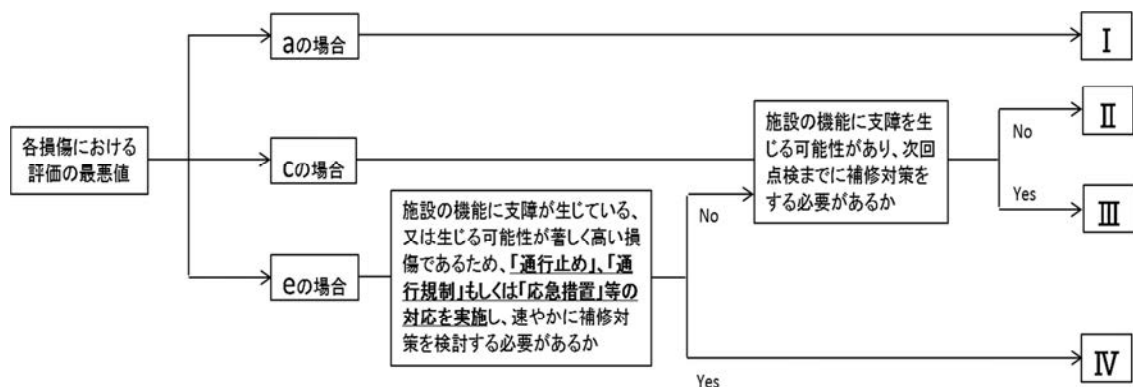 aの場合
Ⅰ
各損傷における
評価の最悪値
cの場合
施設の機能に支障を生
じる可能性があり、次回
点検までに補修対策を
する必要があるか
No
Ⅱ
Yes
Ⅲ
eの場合
施設の機能に支障が生じている、
又は生じる可能性が著しく高い損
傷であるため、「通行止め」、「通
行規制」もしくは「応急措置」等の
対応を実施し、速やかに補修対
策を検討する必要があるか
No
Yes
Ⅳ